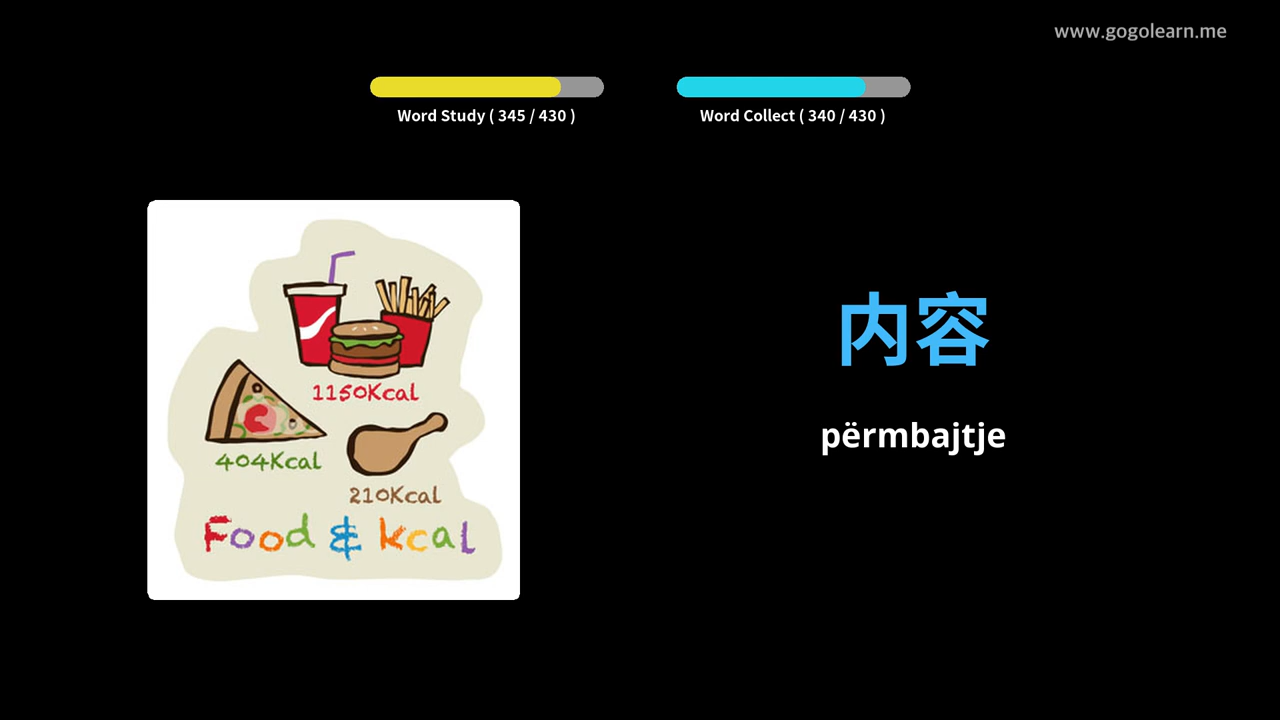 www.gogolearn.me
Word Study ( 345 / 430 )
Word Collect ( 340 / 430 )
1150Kcal
404Kcal
210Kcal
Food & kcal
内容
përmbajtje